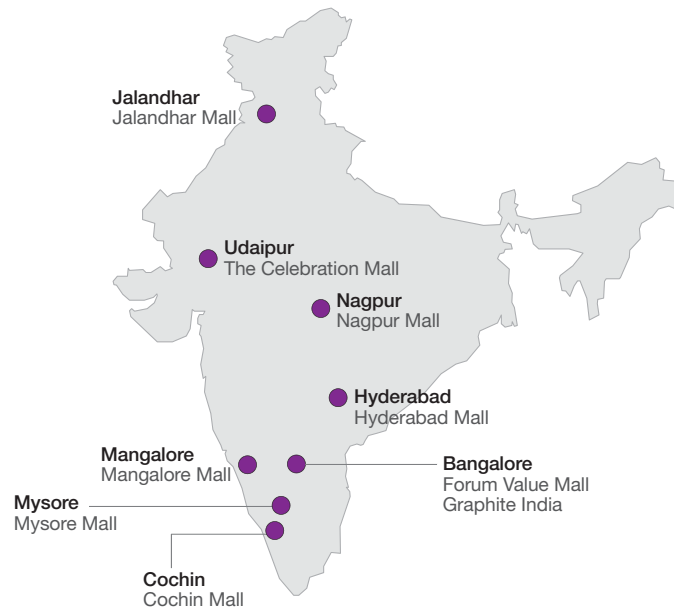 Jalandhar
Jalandhar Mall
Udaipur
The Celebration Mall
Nagpur
Nagpur Mall
Hyderabad
Hyderabad Mall
Mangalore
Mangalore Mall
Bangalore
Forum Value Mall
Graphite India
Mysore
Mysore Mall
Cochin
Cochin Mall